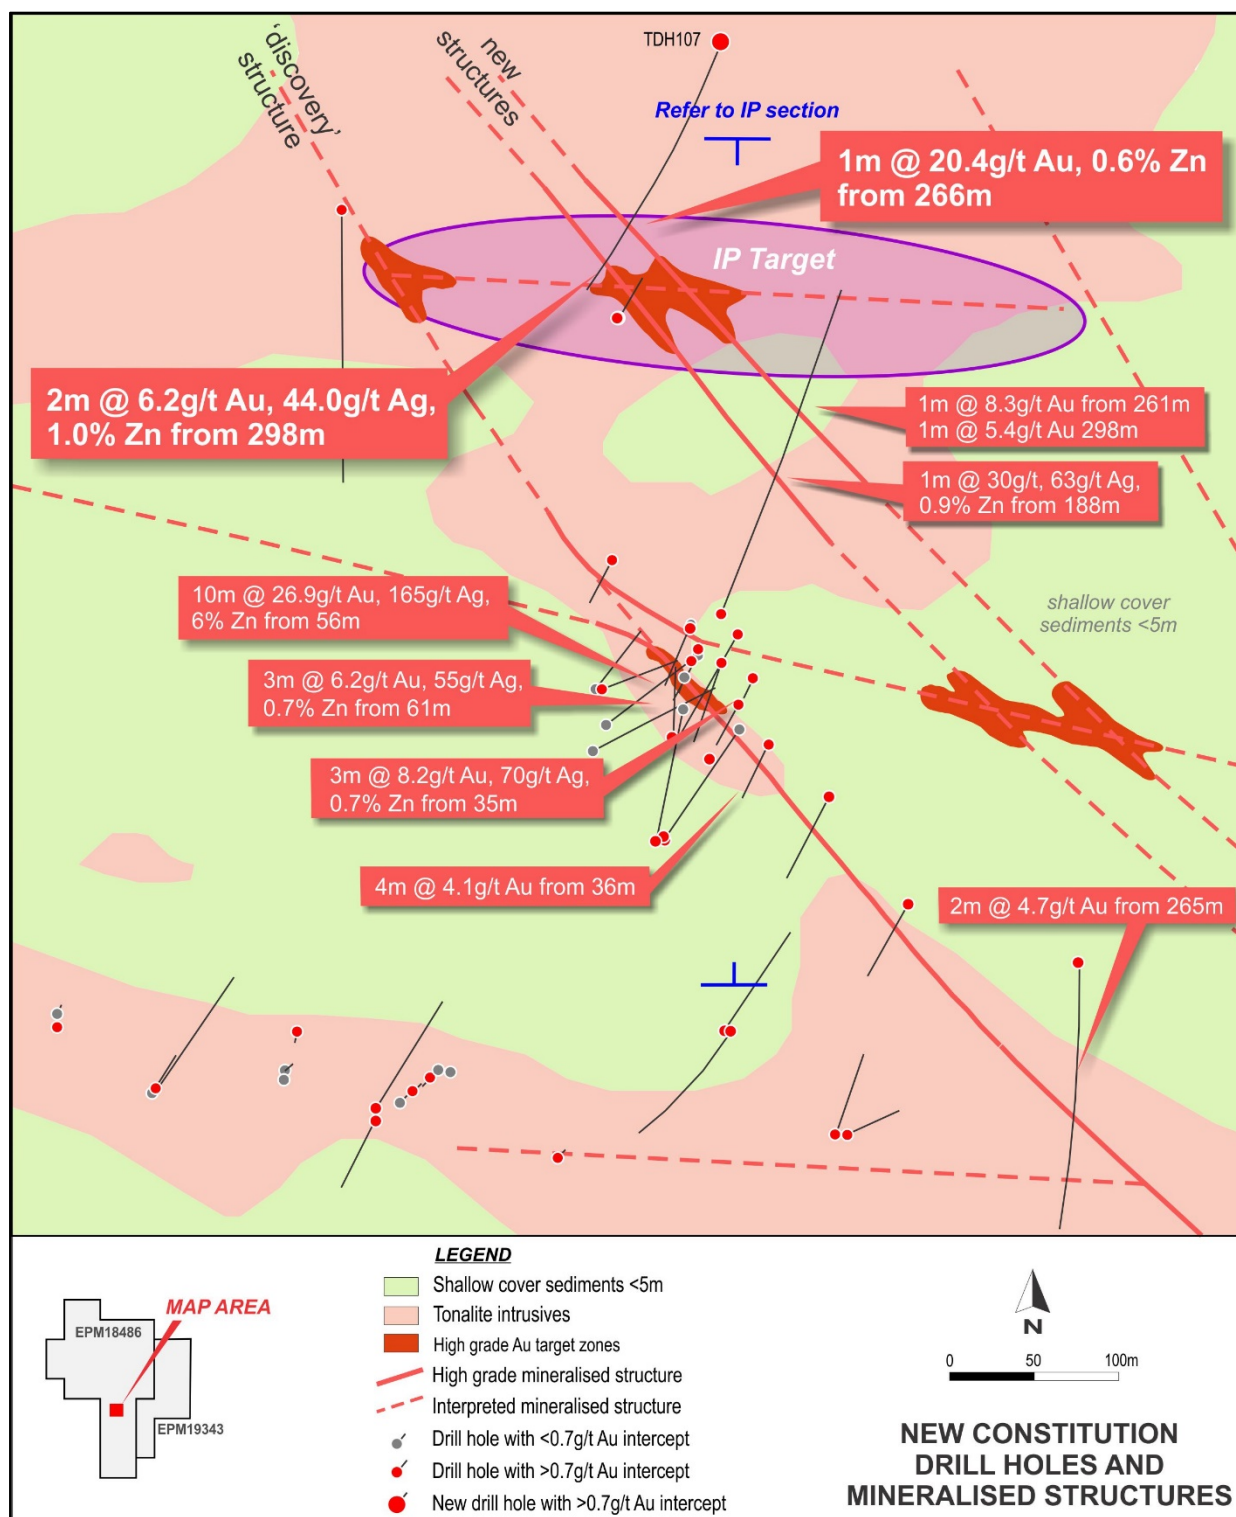 TDH107
'discovery'
structure
new
structures
Refer to IP section
1m @ 20.4g/t Au, 0.6% Zn
from 266m
IP Target
2m @ 6.2g/t Au, 44.0g/t Ag,
1.0% Zn from 298m
1m @ 8.3g/t Au from 261m
1m @ 5.4g/t Au 298m
1m @ 30g/t, 63g/t Ag,
0.9% Zn from 188m
10m @ 26.9g/t Au, 165g/t Ag,
6% Zn from 56m
shallow cover
sediments <5m
3m @ 6.2g/t Au, 55g/t Ag,
0.7% Zn from 61m
3m @ 8.2g/t Au, 70g/t Ag,
0.7% Zn from 35m
4m @ 4.1g/t Au from 36m
2m @ 4.7g/t Au from 265m
MAP AREA
EPM18486
EPM19343
LEGEND
Shallow cover sediments <5m
Tonalite intrusives
High grade Au target zones
High grade mineralised structure
Interpreted mineralised structure
Drill hole with <0.7g/t Au intercept
Drill hole with >0.7g/t Au intercept
New drill hole with >0.7g/t Au intercept
N
0 50 100m
NEW CONSTITUTION
DRILL HOLES AND
MINERALISED STRUCTURES